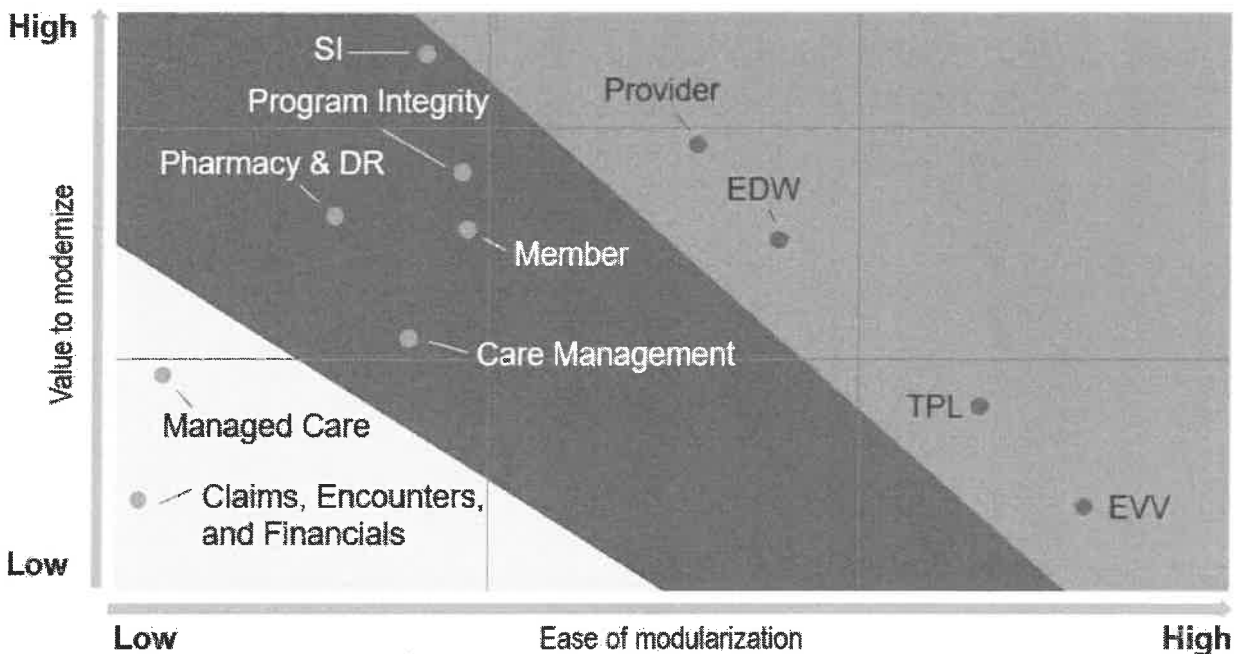 High
SI
Provider
Program Integrity
Pharmacy & DR
EDW
Member
Value to modernize
Care Management
Managed Care
TPL
Claims, Encounters,
and Financials
EVV
Low
Low
Ease of modularization
High